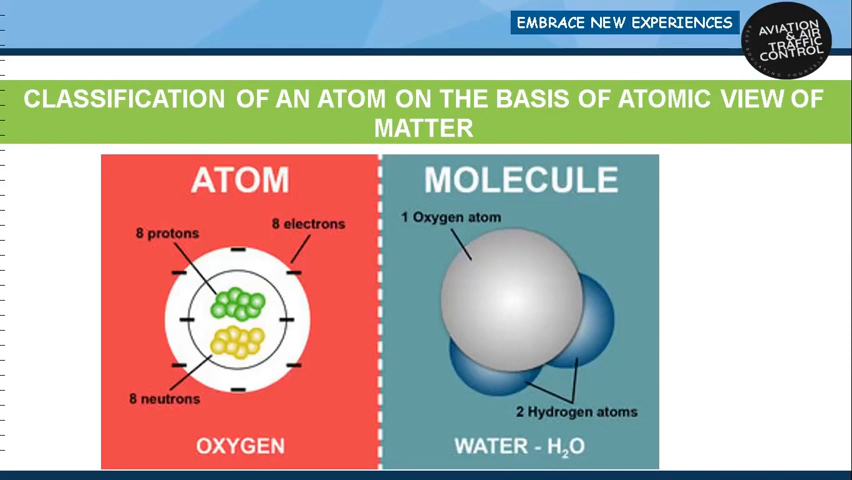 EMBRACE NEW EXPERIENCES
AVIATION
& AIR
TRAFFIC
CONTROL
CLASSIFICATION OF AN ATOM ON THE BASIS OF ATOMIC VIEW OF
MATTER
ATOM
8 protons
8 electrons
8 neutrons
OXYGEN
MOLECULE
1 Oxygen atom
2 Hydrogen atoms
WATER - H₂O